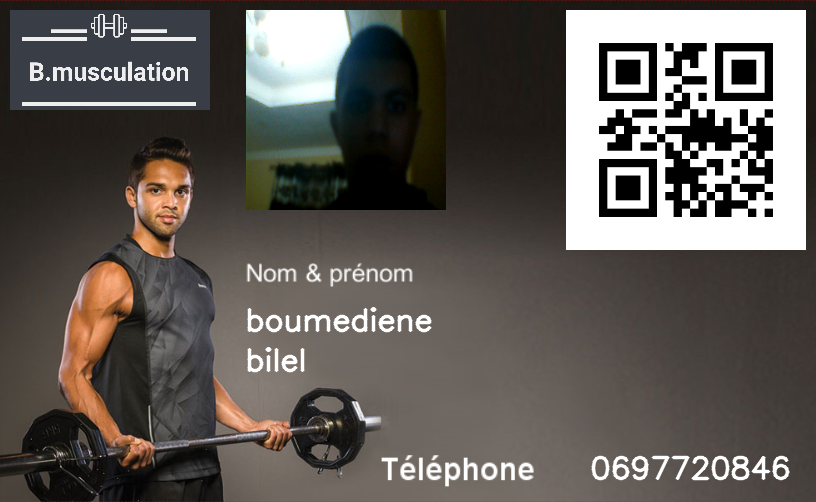 B.musculation
Nom & prénom
boumediene
bilel
Téléphone
0697720846